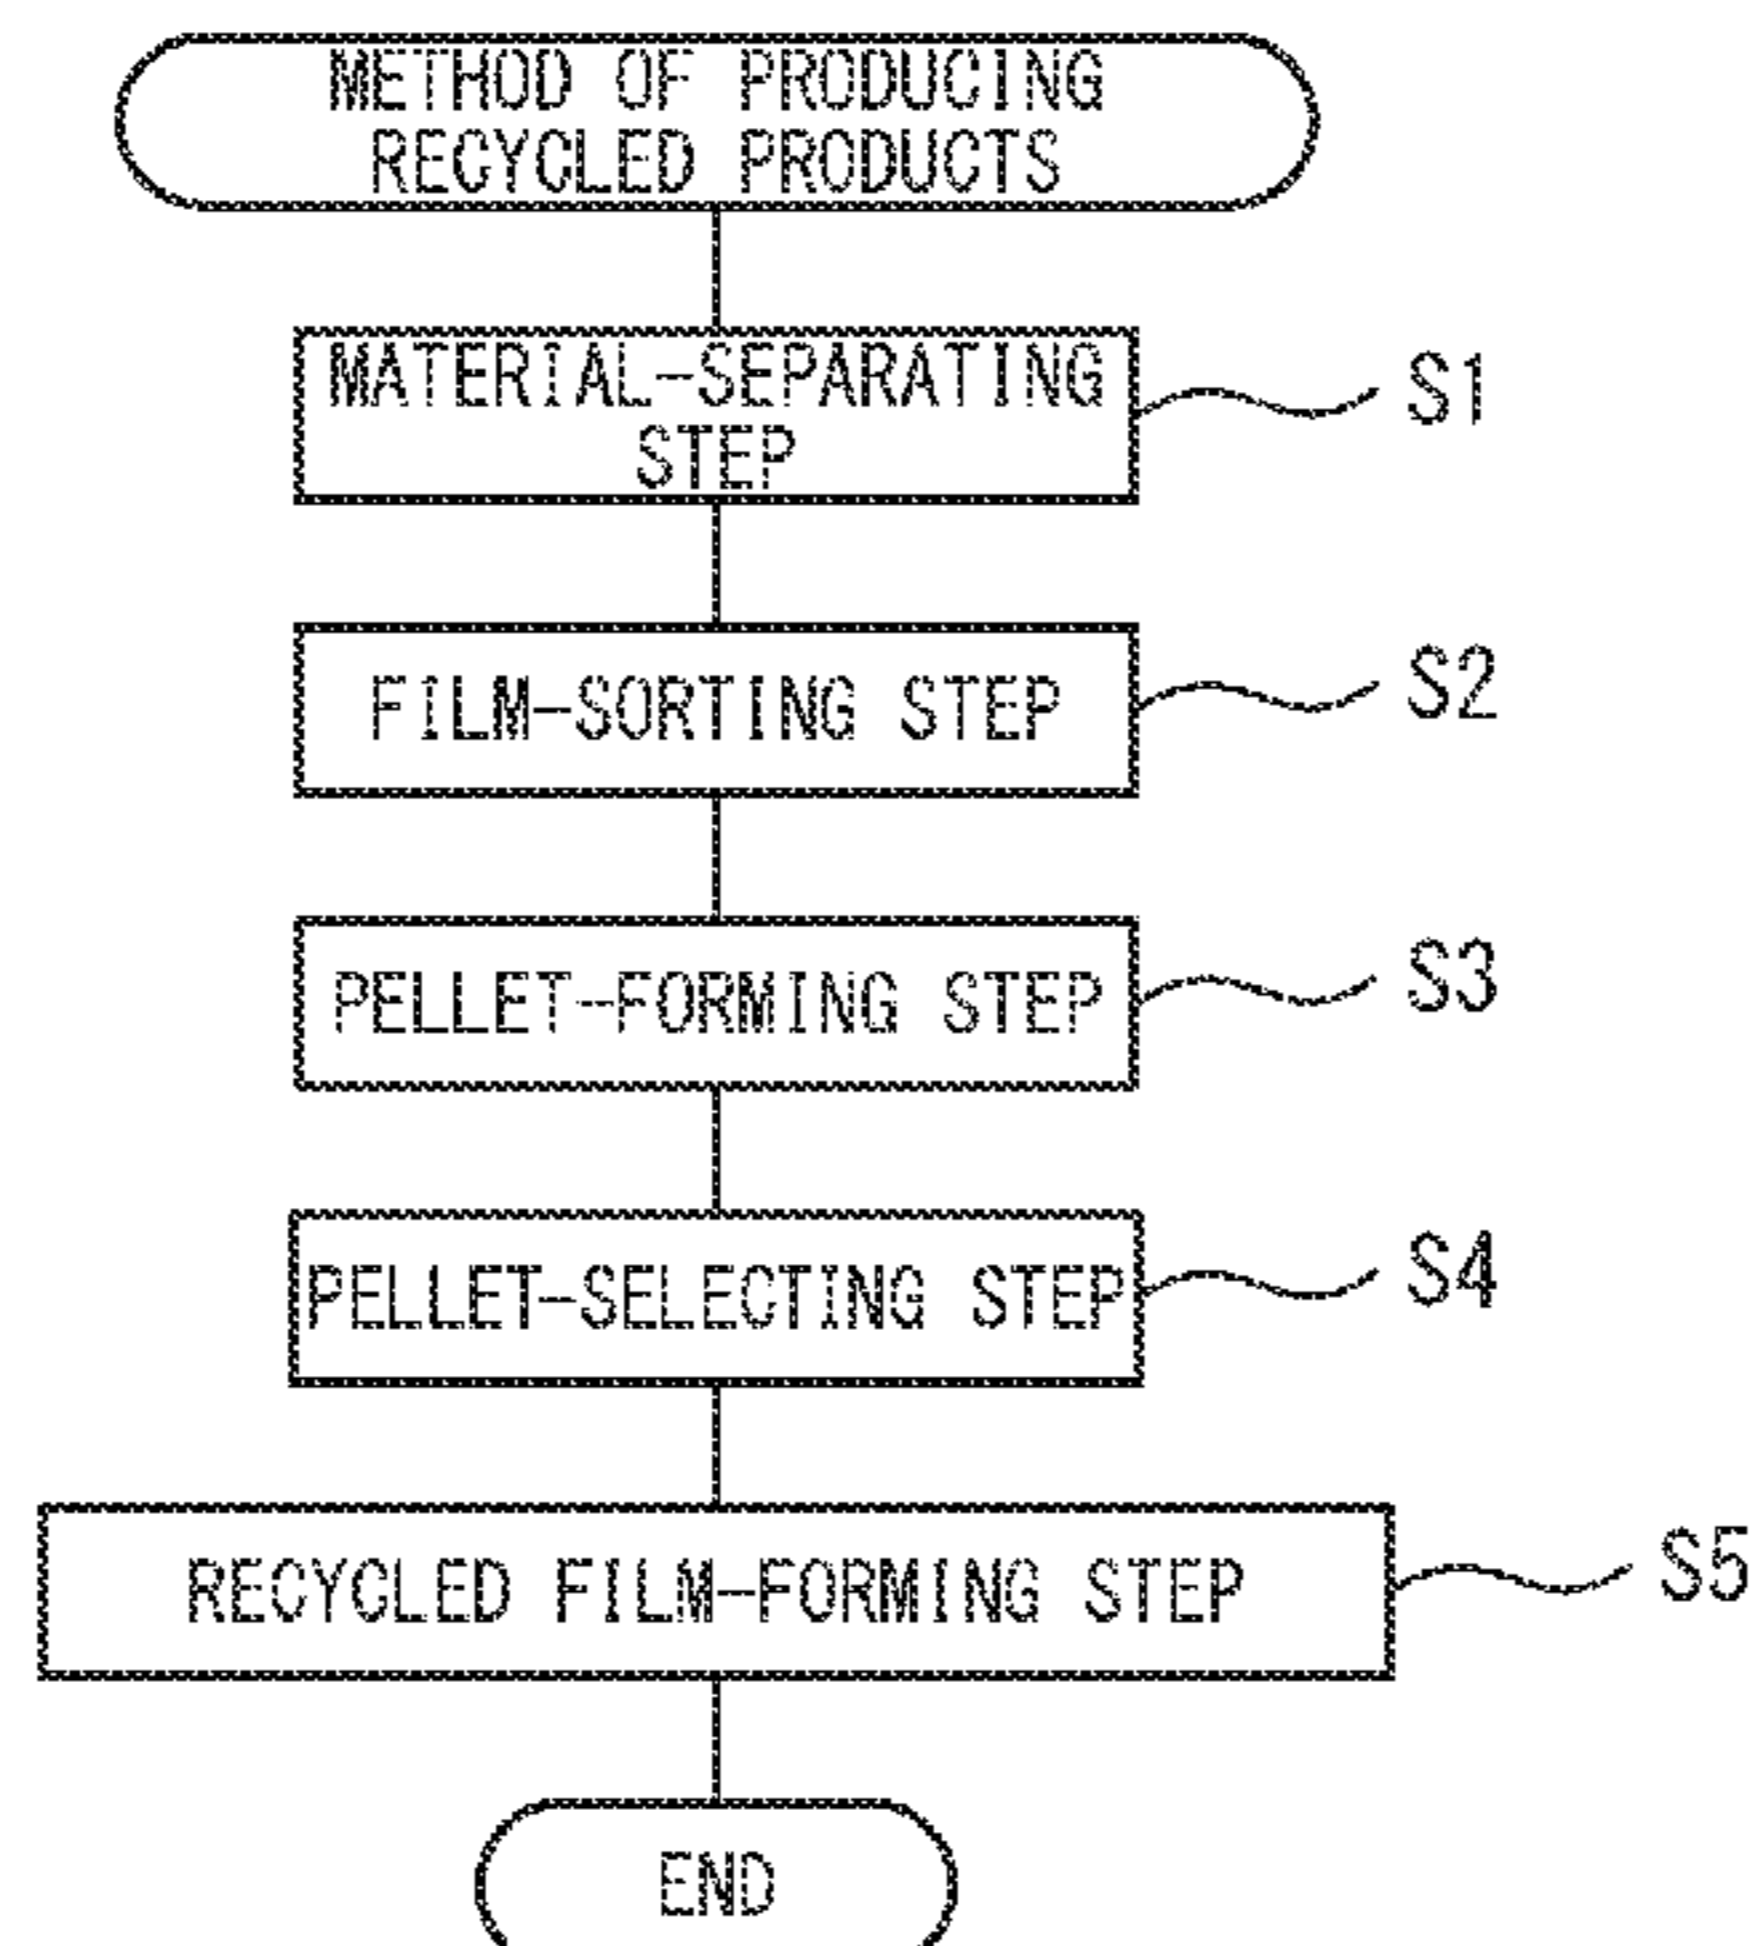 METHOD OF PRODUCING
RECYCLED PRODUCTS
MATERIAL-SEPARATING
STEP
S1
FILM-SORTING STEP
S2
PELLET-FORMING STEP
S3
PELLET-SELECTING STEP
S4
RECYCLED FILM-FORMING STEP
S5
END